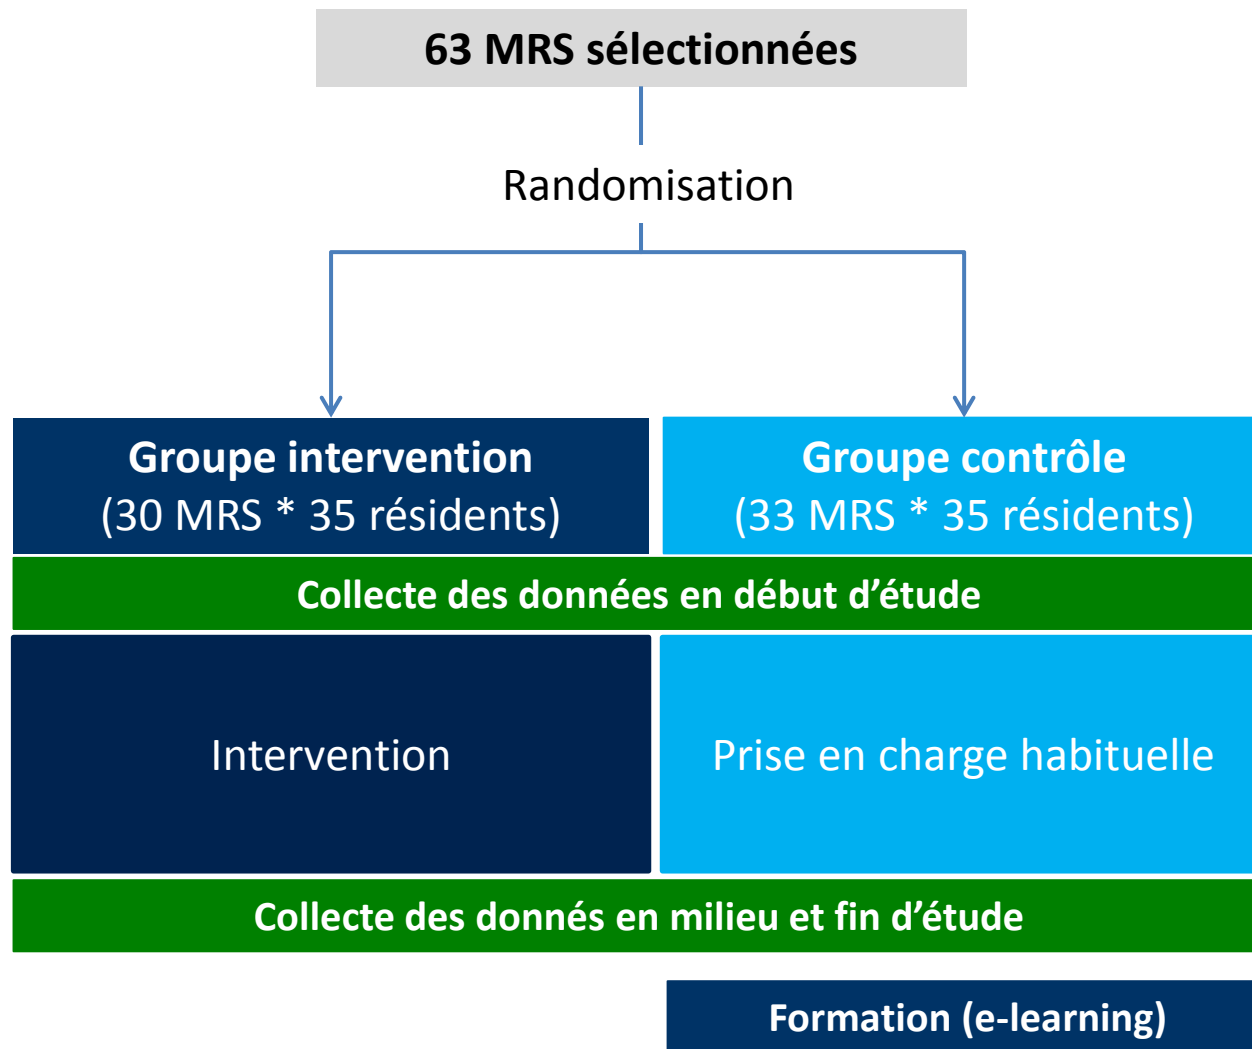 63 MRS sélectionnées
Randomisation
Groupe intervention
(30 MRS * 35 résidents)
Groupe contrôle
(33 MRS * 35 résidents)
Collecte des données en début d’étude
Intervention
Prise en charge habituelle
Collecte des donnés en milieu et fin d’étude
Formation (e-learning)